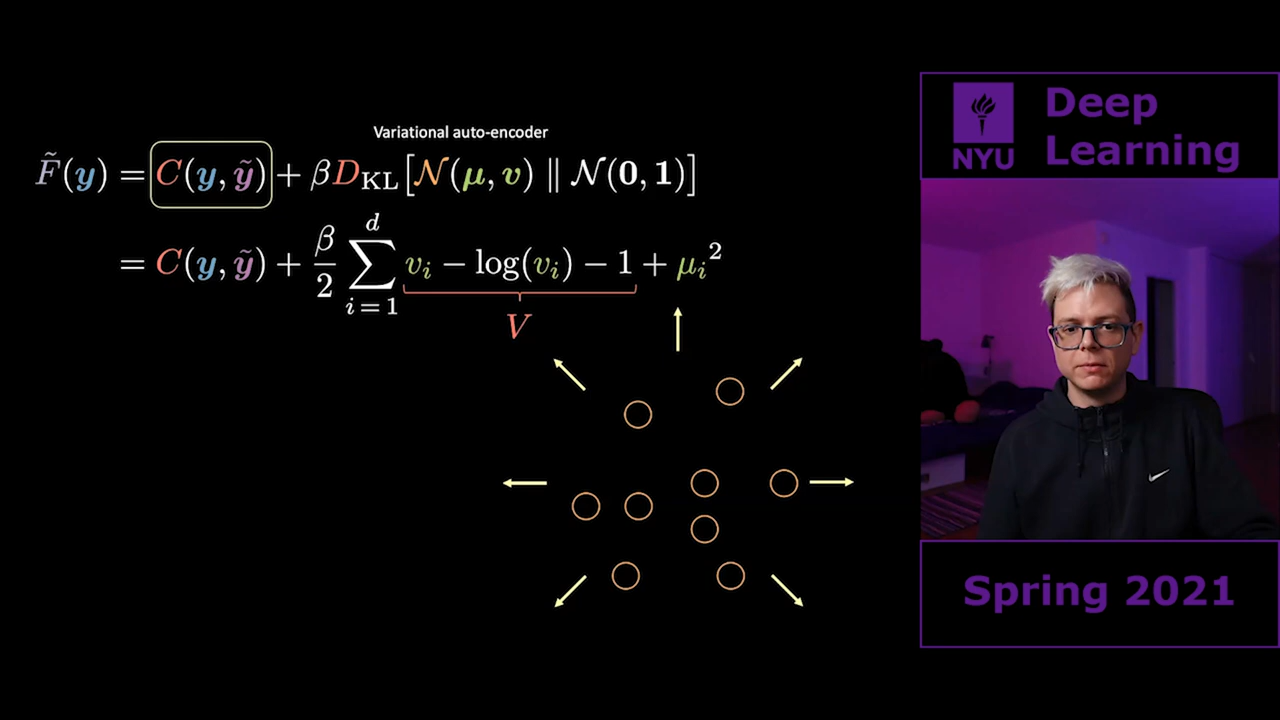 Variational auto-encoder
F̃(y) = C(y, ỹ) + βD_KL[𝒩(μ, v) ∥ 𝒩(0, 1)]
= C(y, ỹ) + β/2 ∑_{i=1}^{d} v_i − log(v_i) − 1 + μ_i²
V
NYU
Deep
Learning
Spring 2021